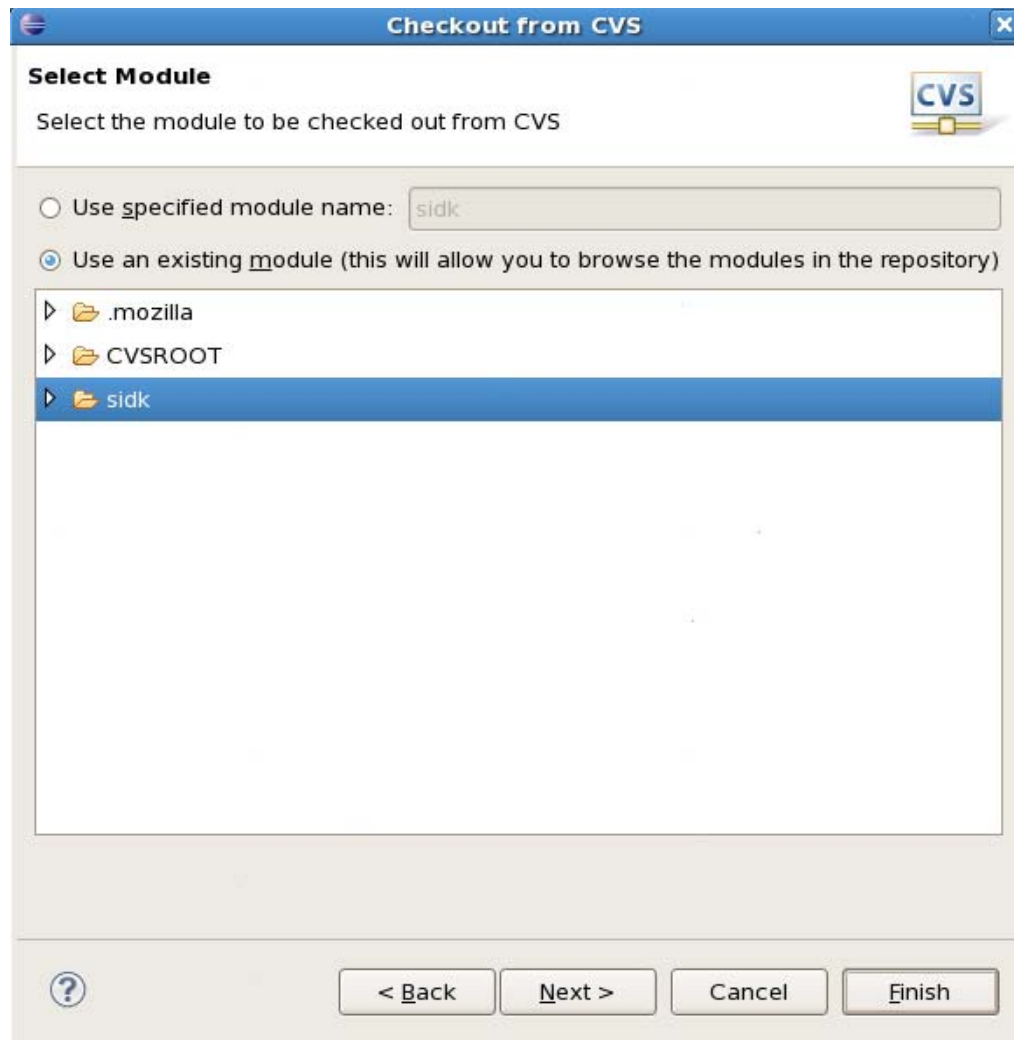 Checkout from CVS
Select Module
Select the module to be checked out from CVS
CVS
Use specified module name: sidk
Use an existing module (this will allow you to browse the modules in the repository)
.mozilla
CVSROOT
sidk
?
< Back Next > Cancel Finish